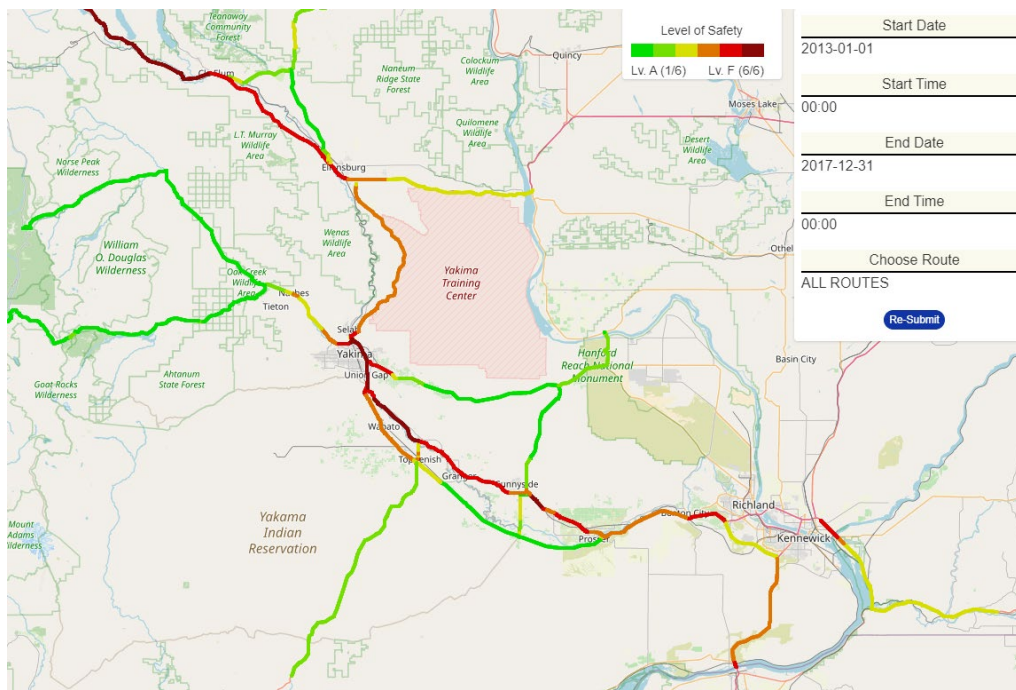 Teanaway
Community
Forest
Cle Elum
Naneum
Ridge State
Forest
Colockum
Wildlife
Area
Quincy
Level of Safety
Lv. A (1/6) Lv. F (6/6)
Moses Lake
L.T. Murray
Wildlife
Area
Quilomene
Wildlife
Area
Desert
Wildlife
Area
Norse Peak
Wilderness
Ellensburg
William
O. Douglas
Wilderness
Wenas
Wildlife
Area
Yakima
Training
Center
Othel
Oak Creek
Wildlife
Area
Naches
Tieton
Selah
Yakima
Union Gap
Hanford
Reach National
Monument
Basin City
Goat Rocks
Wilderness
Ahtanum
State Forest
Wapato
Toppenish
Granger
Sunnyside
Yakama
Indian
Reservation
Mount
Adams
Wilderness
Prosser
Benton City
Richland
Kennewick
Start Date
2013-01-01
Start Time
00:00
End Date
2017-12-31
End Time
00:00
Choose Route
ALL ROUTES
Re-Submit